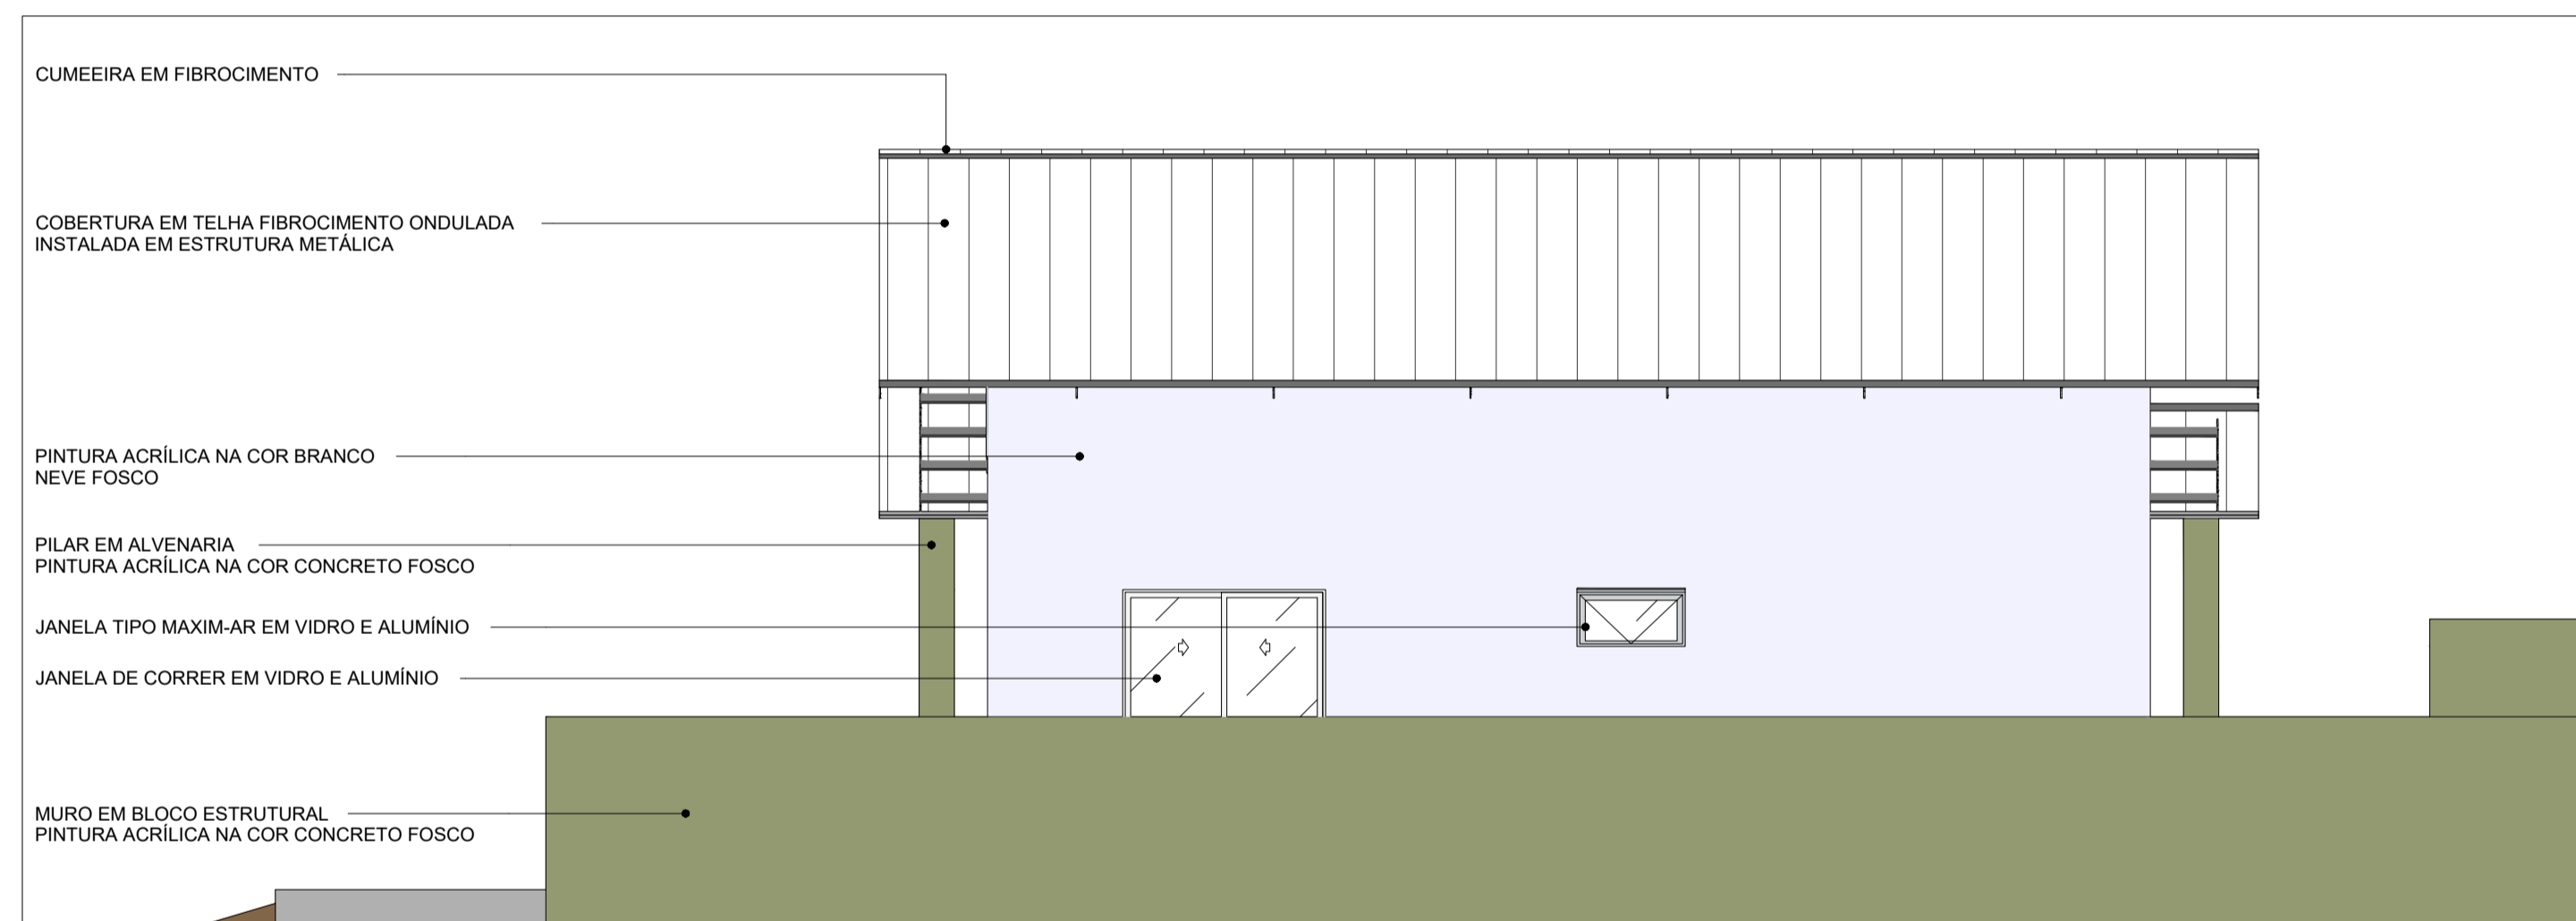 CUMEEIRA EM FIBROCIMENTO
COBERTURA EM TELHA FIBROCIMENTO ONDULADA
INSTALADA EM ESTRUTURA METÁLICA
PINTURA ACRÍLICA NA COR BRANCO
NEVE FOSCO
PILAR EM ALVENARIA
PINTURA ACRÍLICA NA COR CONCRETO FOSCO
JANELA TIPO MAXIM-AR EM VIDRO E ALUMÍNIO
JANELA DE CORRER EM VIDRO E ALUMÍNIO
MURO EM BLOCO ESTRUTURAL
PINTURA ACRÍLICA NA COR CONCRETO FOSCO